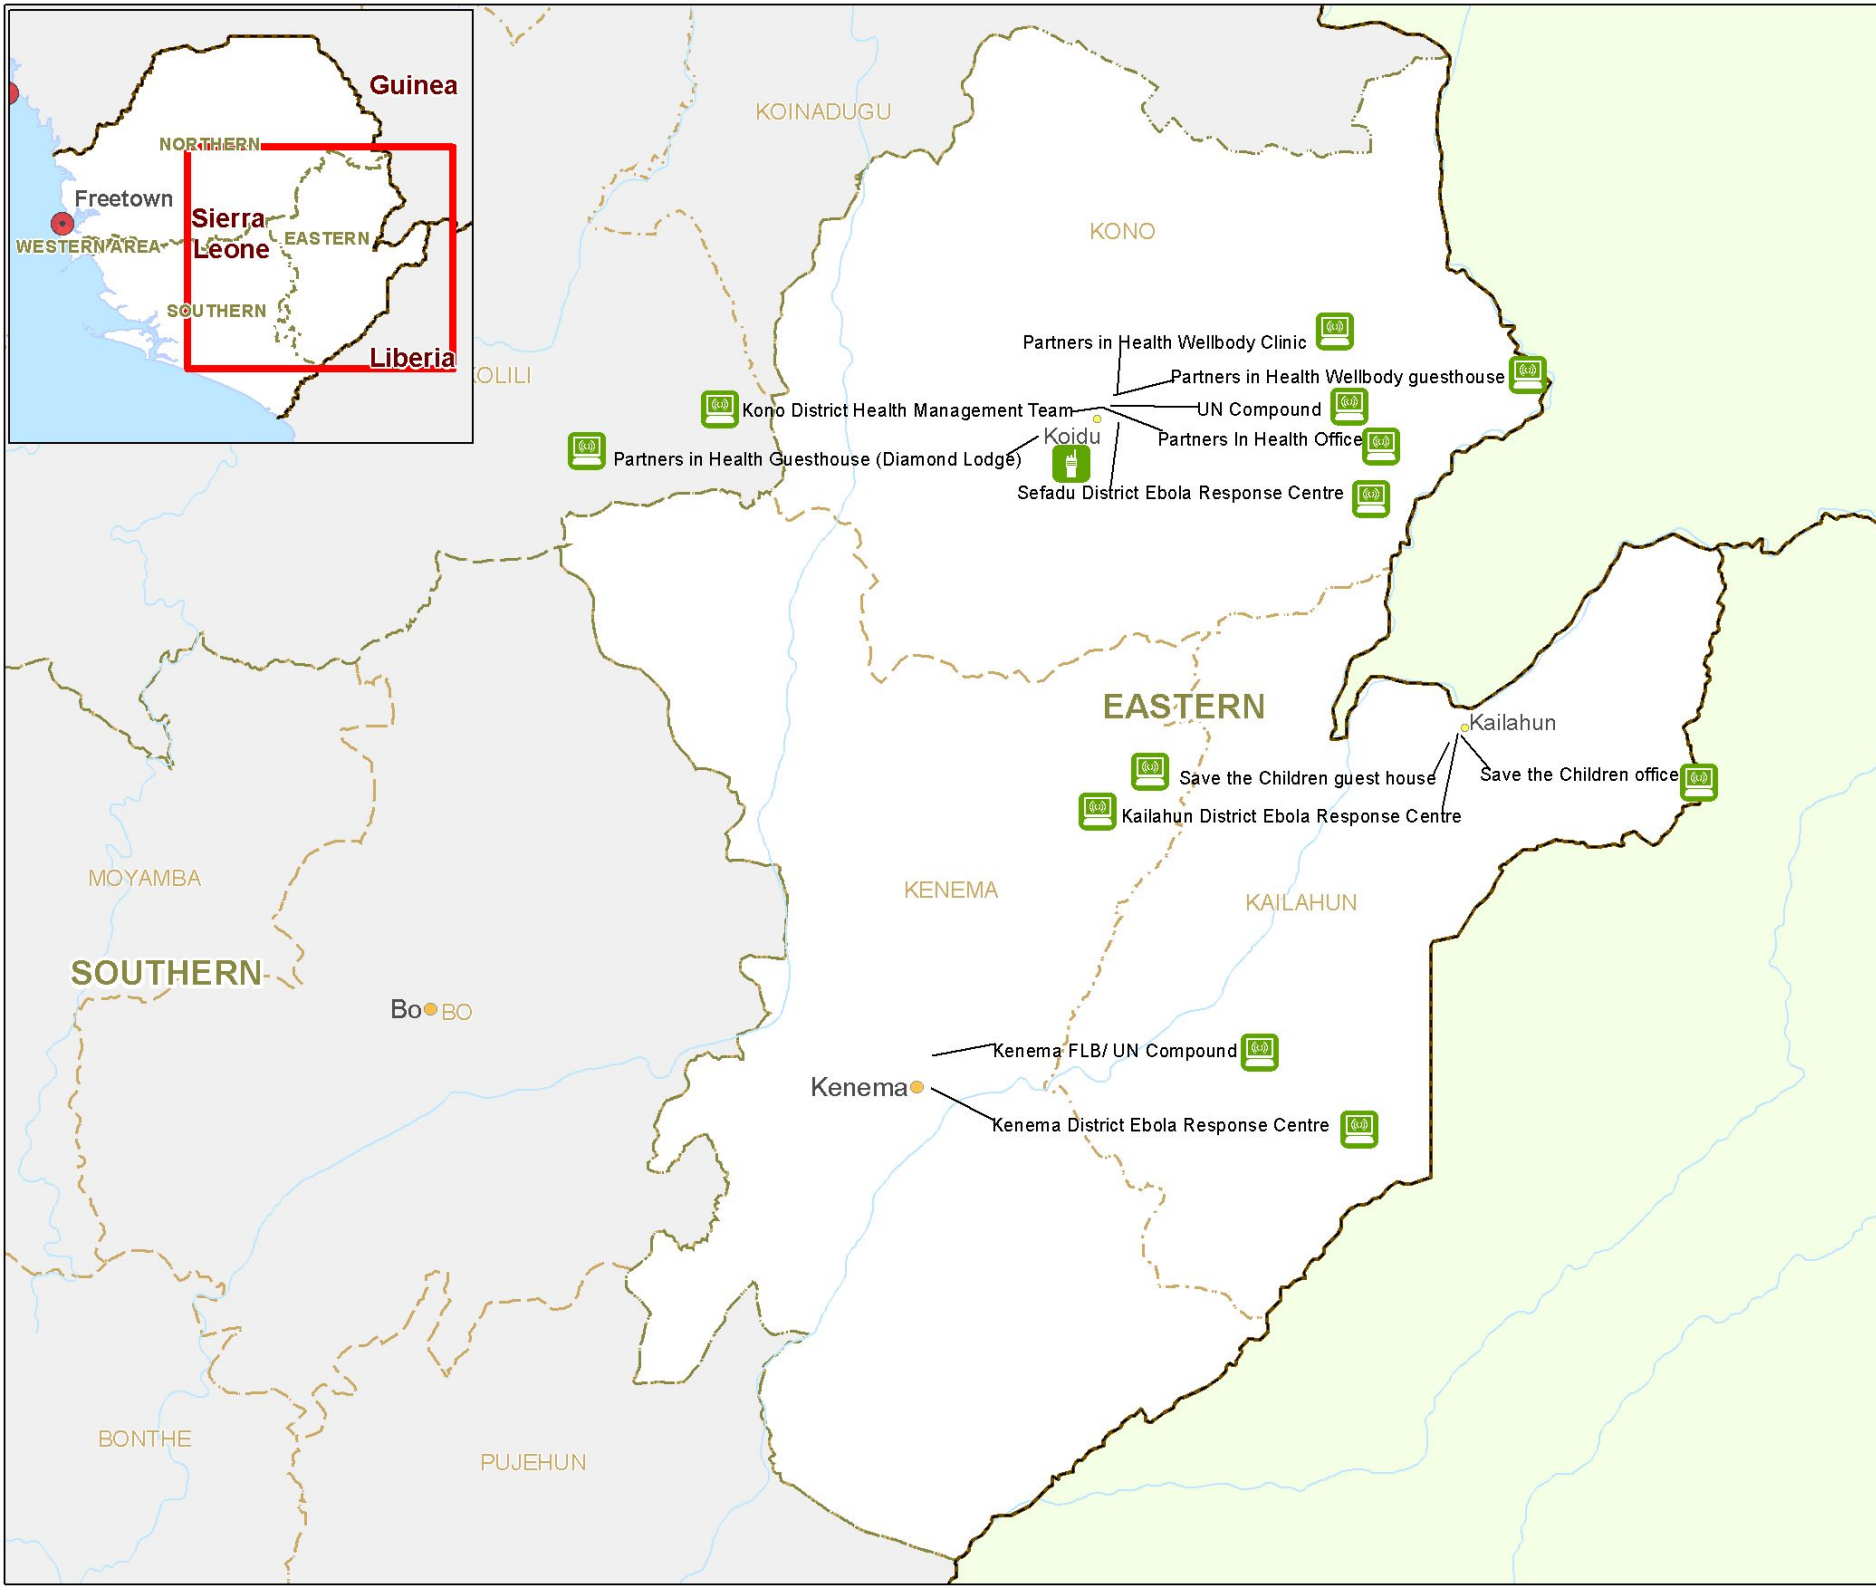 Guinea
NORTHERN
Freetown
Sierra
Leone
WESTERN AREA
EASTERN
SOUTHERN
Liberia
KOINADUGU
KONO
OLILI
Partners in Health Wellbody Clinic
Partners in Health Wellbody guesthouse
Kono District Health Management Team
UN Compound
Koidu
Partners In Health Office
Partners in Health Guesthouse (Diamond Lodge)
Sefadu District Ebola Response Centre
EASTERN
Kailahun
Save the Children guest house
Save the Children office
Kailahun District Ebola Response Centre
MOYAMBA
KENEMA
KAILAHUN
SOUTHERN
Bo
BO
Kenema FLB/ UN Compound
Kenema
Kenema District Ebola Response Centre
BONTHE
PUJEHUN